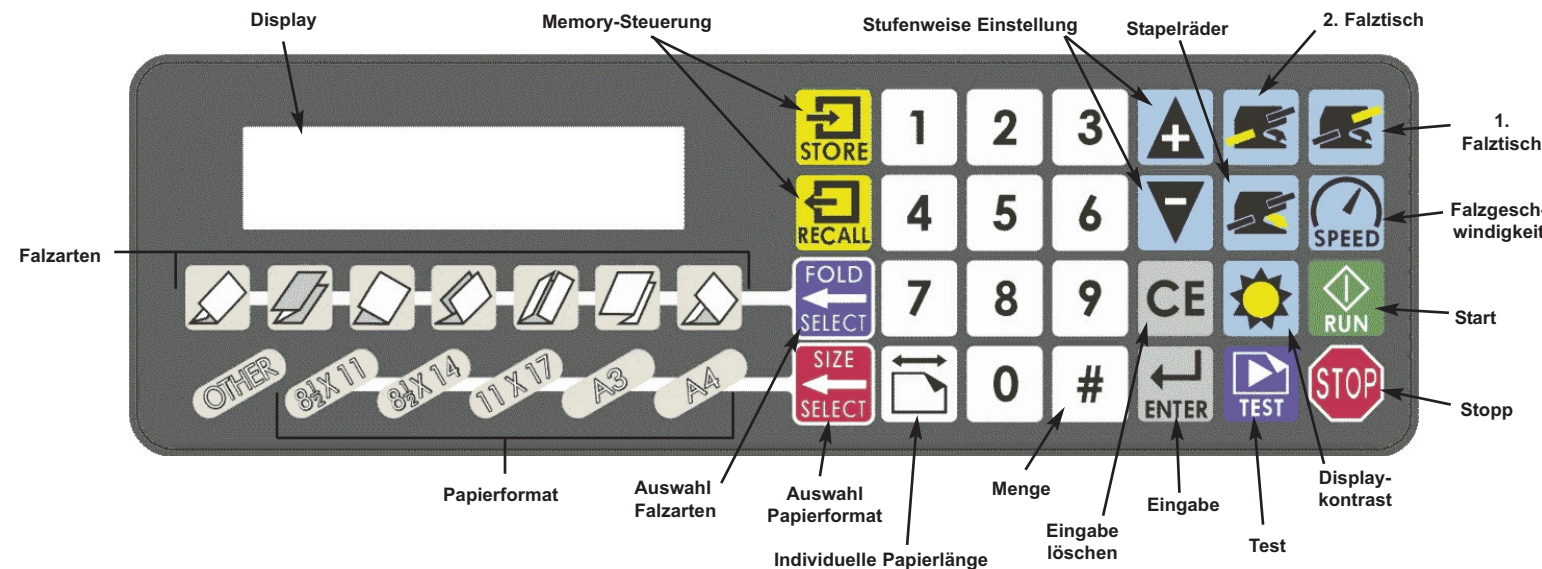 Display
Memory-Steuerung
Stufenweise Einstellung
Stapelräder
2. Falztisch
1.
Falztisch
STORE
1
2
3
+
RECALL
4
5
6
-
SPEED
Falzgesch-
windigkeit
Falzarten
FOLD
SELECT
7
8
9
CE
RUN
Start
OTHER
8½ X 11
8½ X 14
11 X 17
A3
A4
SIZE
SELECT
0
#
ENTER
TEST
STOP
Stopp
Papierformat
Auswahl
Falzarten
Auswahl
Papierformat
Individuelle Papierlänge
Menge
Eingabe
löschen
Eingabe
Test
Display-
kontrast